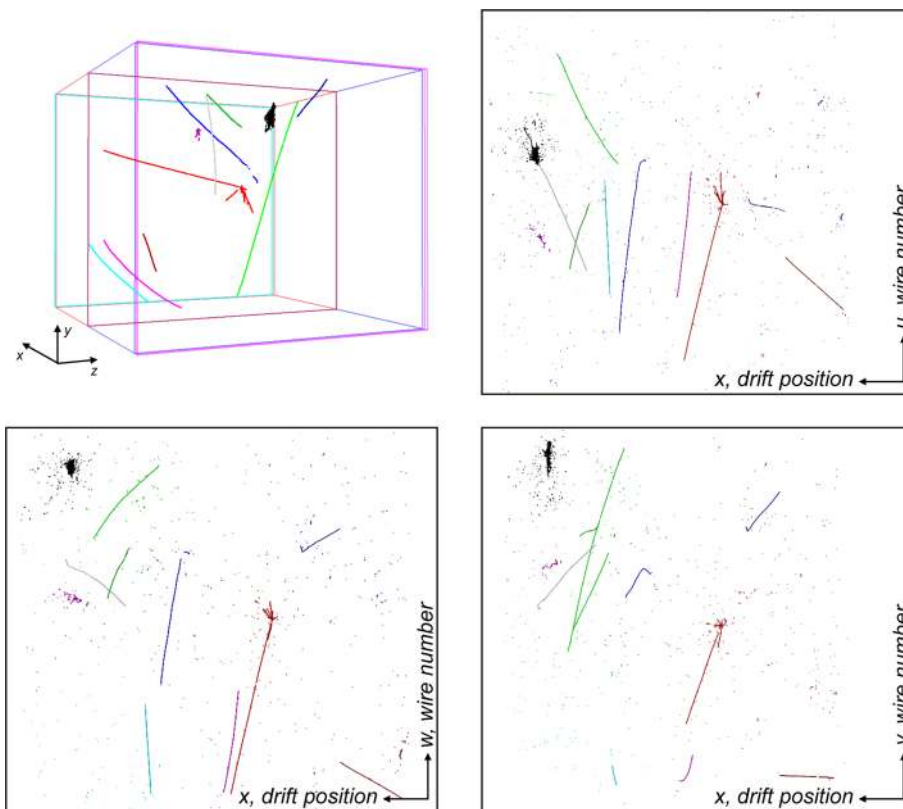 y
x
z
u, wire number
x, drift position
w, wire number
x, drift position
v, wire number
x, drift position